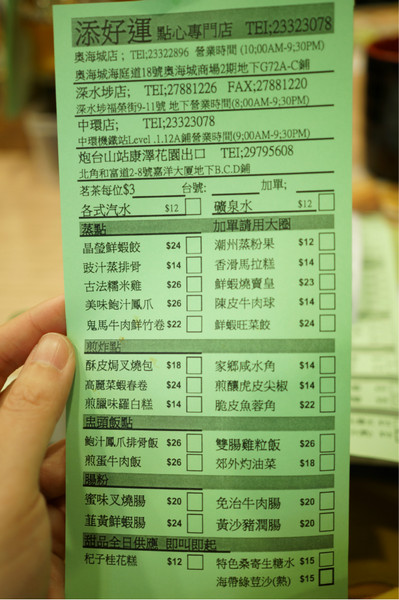 添好運 點心專門店 TEl;23323078
奧海城店; TEl;23322896 營業時間(10;00AM-9;30PM)
奧海城海庭道18號奧海城商場2期地下G72A-C鋪
深水埗店; TEl;27881226 FAX;27881220
深水埗福榮街9-11號 地下營業時間(8;00AM-9;30PM)
中環店; TEl;23323078
中環機鐵站Level .1.12A鋪營業時間(9;00AM-9;30PM)
炮台山站康澤花園出口 TEl;29795608
北角和富道2-8號嘉洋大厦地下B,C,D鋪
茗茶每位$3 台號: 加單;
各式汽水 $12 礦泉水 $12
蒸點 加單請用大圈
晶瑩鮮蝦餃 $24 潮州蒸粉果 $12
豉汁蒸排骨 $14 香滑馬拉糕 $14
古法糯米雞 $26 鮮蝦燒賣皇 $23
美味鮑汁鳳爪 $26 陳皮牛肉球 $14
鬼馬牛肉鮮竹卷 $22 鮮蝦旺菜餃 $24
煎炸點
酥皮焗叉燒包 $18 家鄉咸水角 $14
高麗菜蝦春卷 $24 煎釀虎皮尖椒 $14
煎臘味羅白糕 $14 脆皮魚蓉角 $22
盅頭飯點
鮑汁鳳爪排骨飯 $26 雙腸雞粒飯 $26
煎蛋牛肉飯 $26 郊外灼油菜 $18
腸粉
蜜味叉燒腸 $20 免治牛肉腸 $20
韮黃鮮蝦腸 $24 黃沙豬潤腸 $20
甜品全日供應 即叫即起
杞子桂花糕 $12 特色桑寄生糖水 $15
海帶綠荳沙(熱) $15